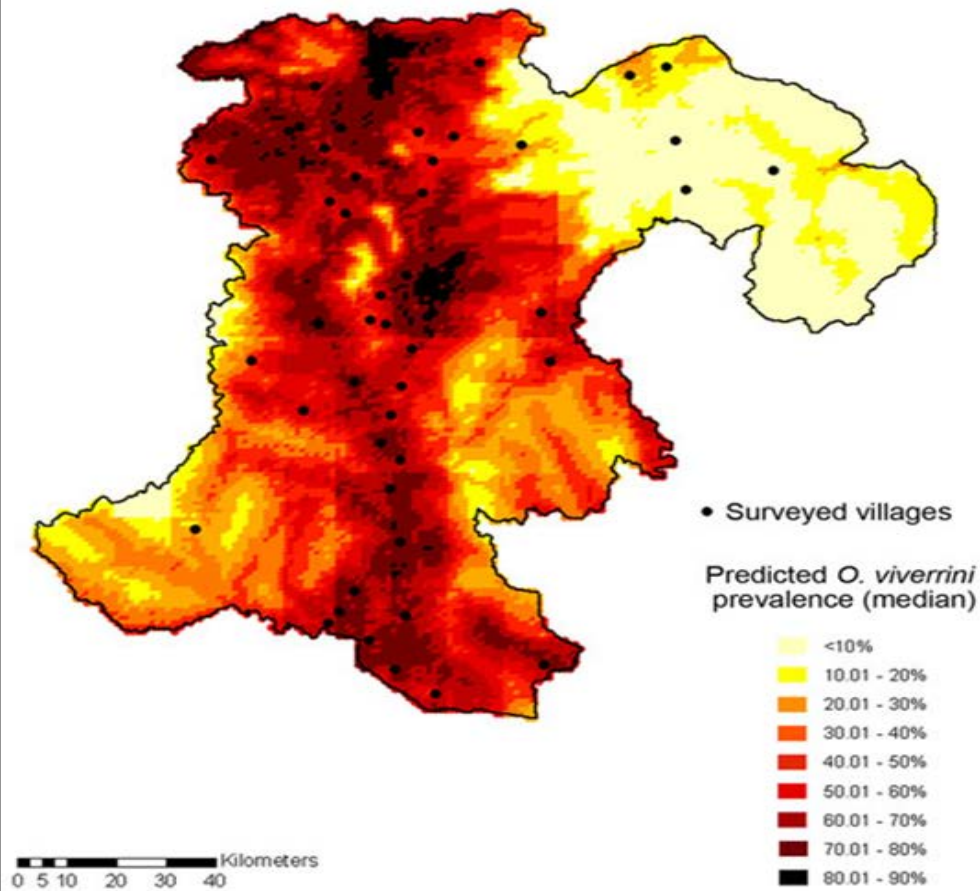 Surveyed villages
Predicted O. viverrini
prevalence (median)
<10%
10.01 - 20%
20.01 - 30%
30.01 - 40%
40.01 - 50%
50.01 - 60%
60.01 - 70%
70.01 - 80%
80.01 - 90%
Kilometers
0 5 10 20 30 40